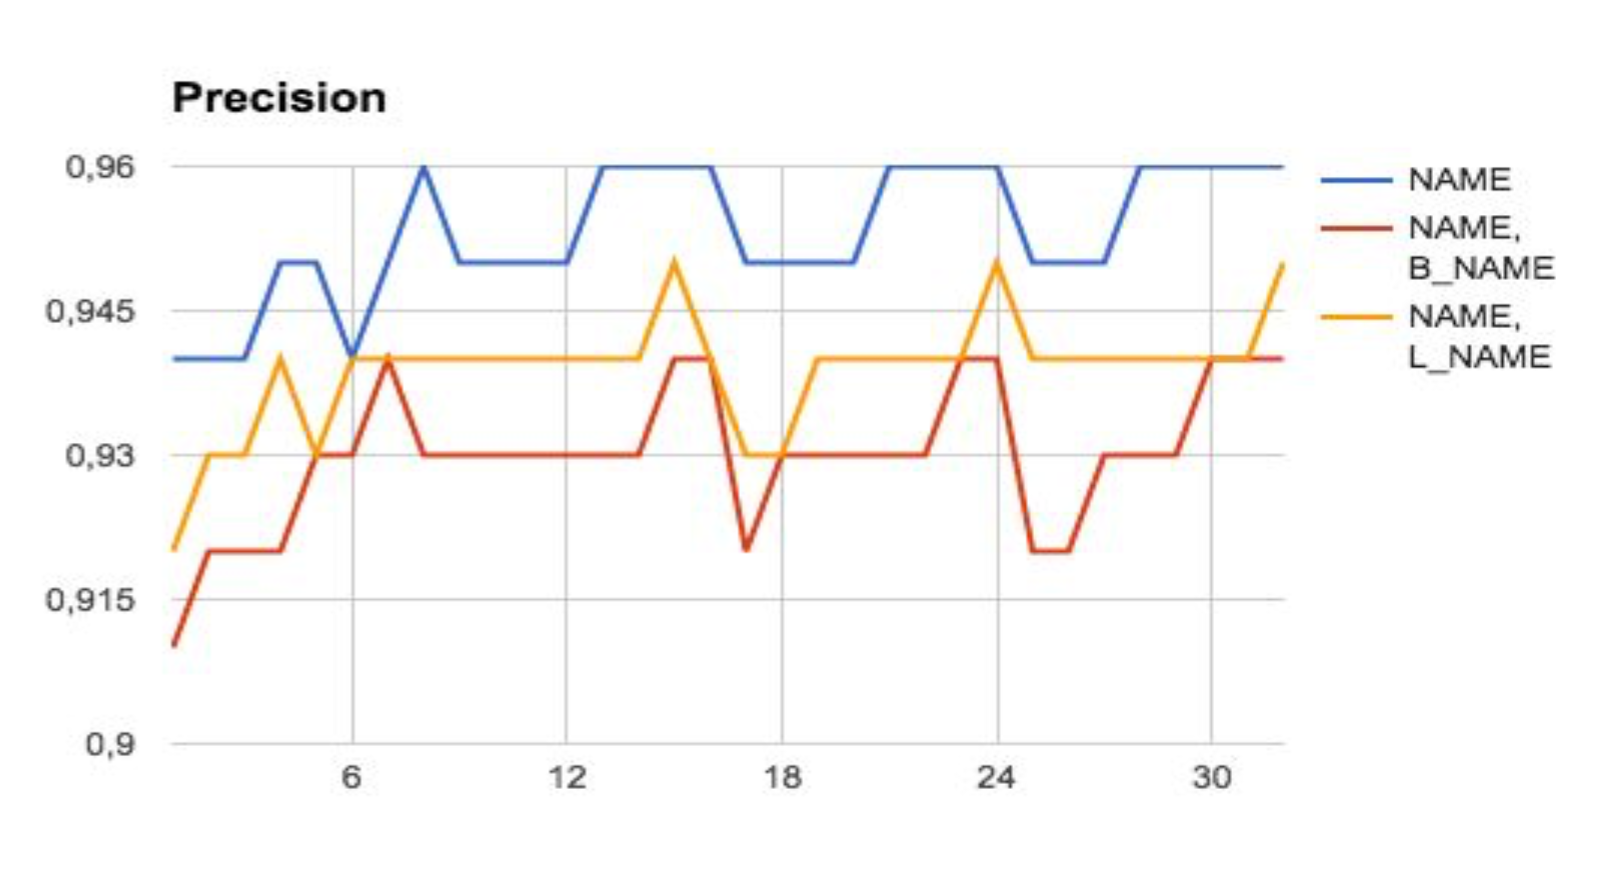 Precision
0,96
0,945
0,93
0,915
0,9
6 12 18 24 30
NAME
NAME,
B_NAME
NAME,
L_NAME